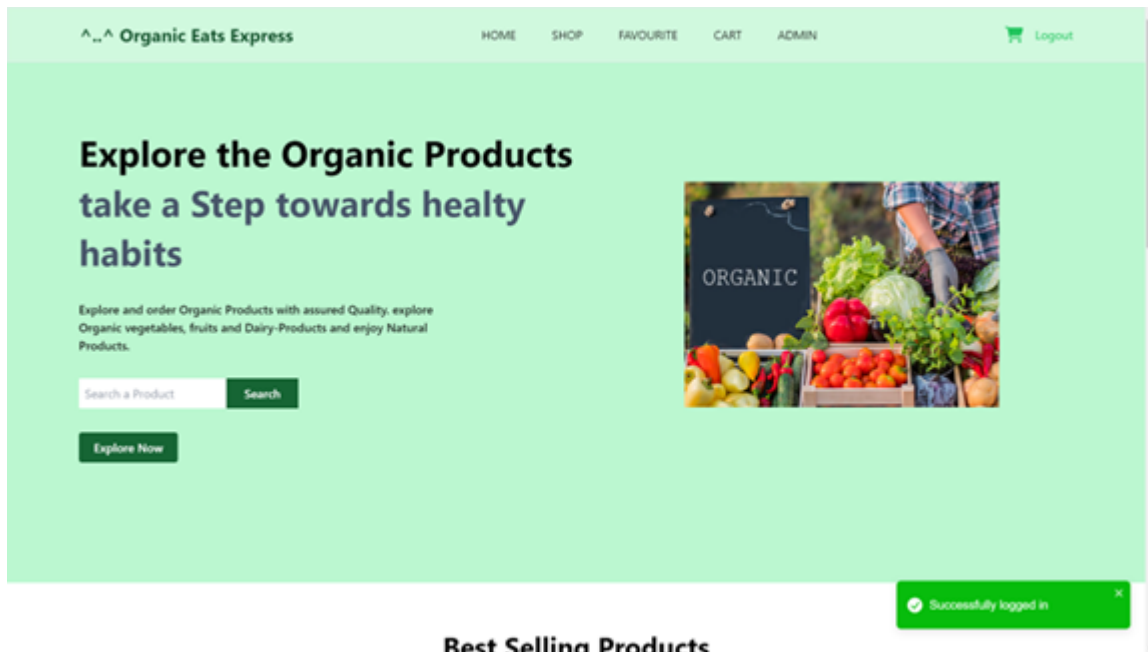 ^..^ Organic Eats Express
HOME SHOP FAVOURITE CART ADMIN
Logout
Explore the Organic Products
take a Step towards healty
habits
Explore and order Organic Products with assured Quality. explore
Organic vegetables, fruits and Dairy-Products and enjoy Natural
Products.
Search a Product
Search
Explore Now
ORGANIC
Successfully logged in
Best Selling Products